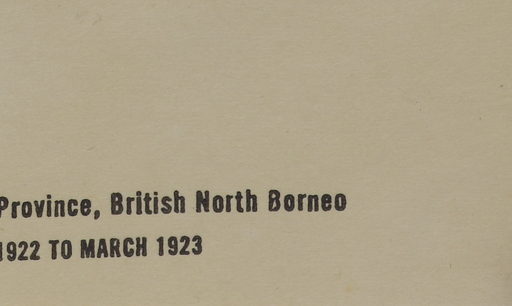 Province, British North Borneo
1922 TO MARCH 1923